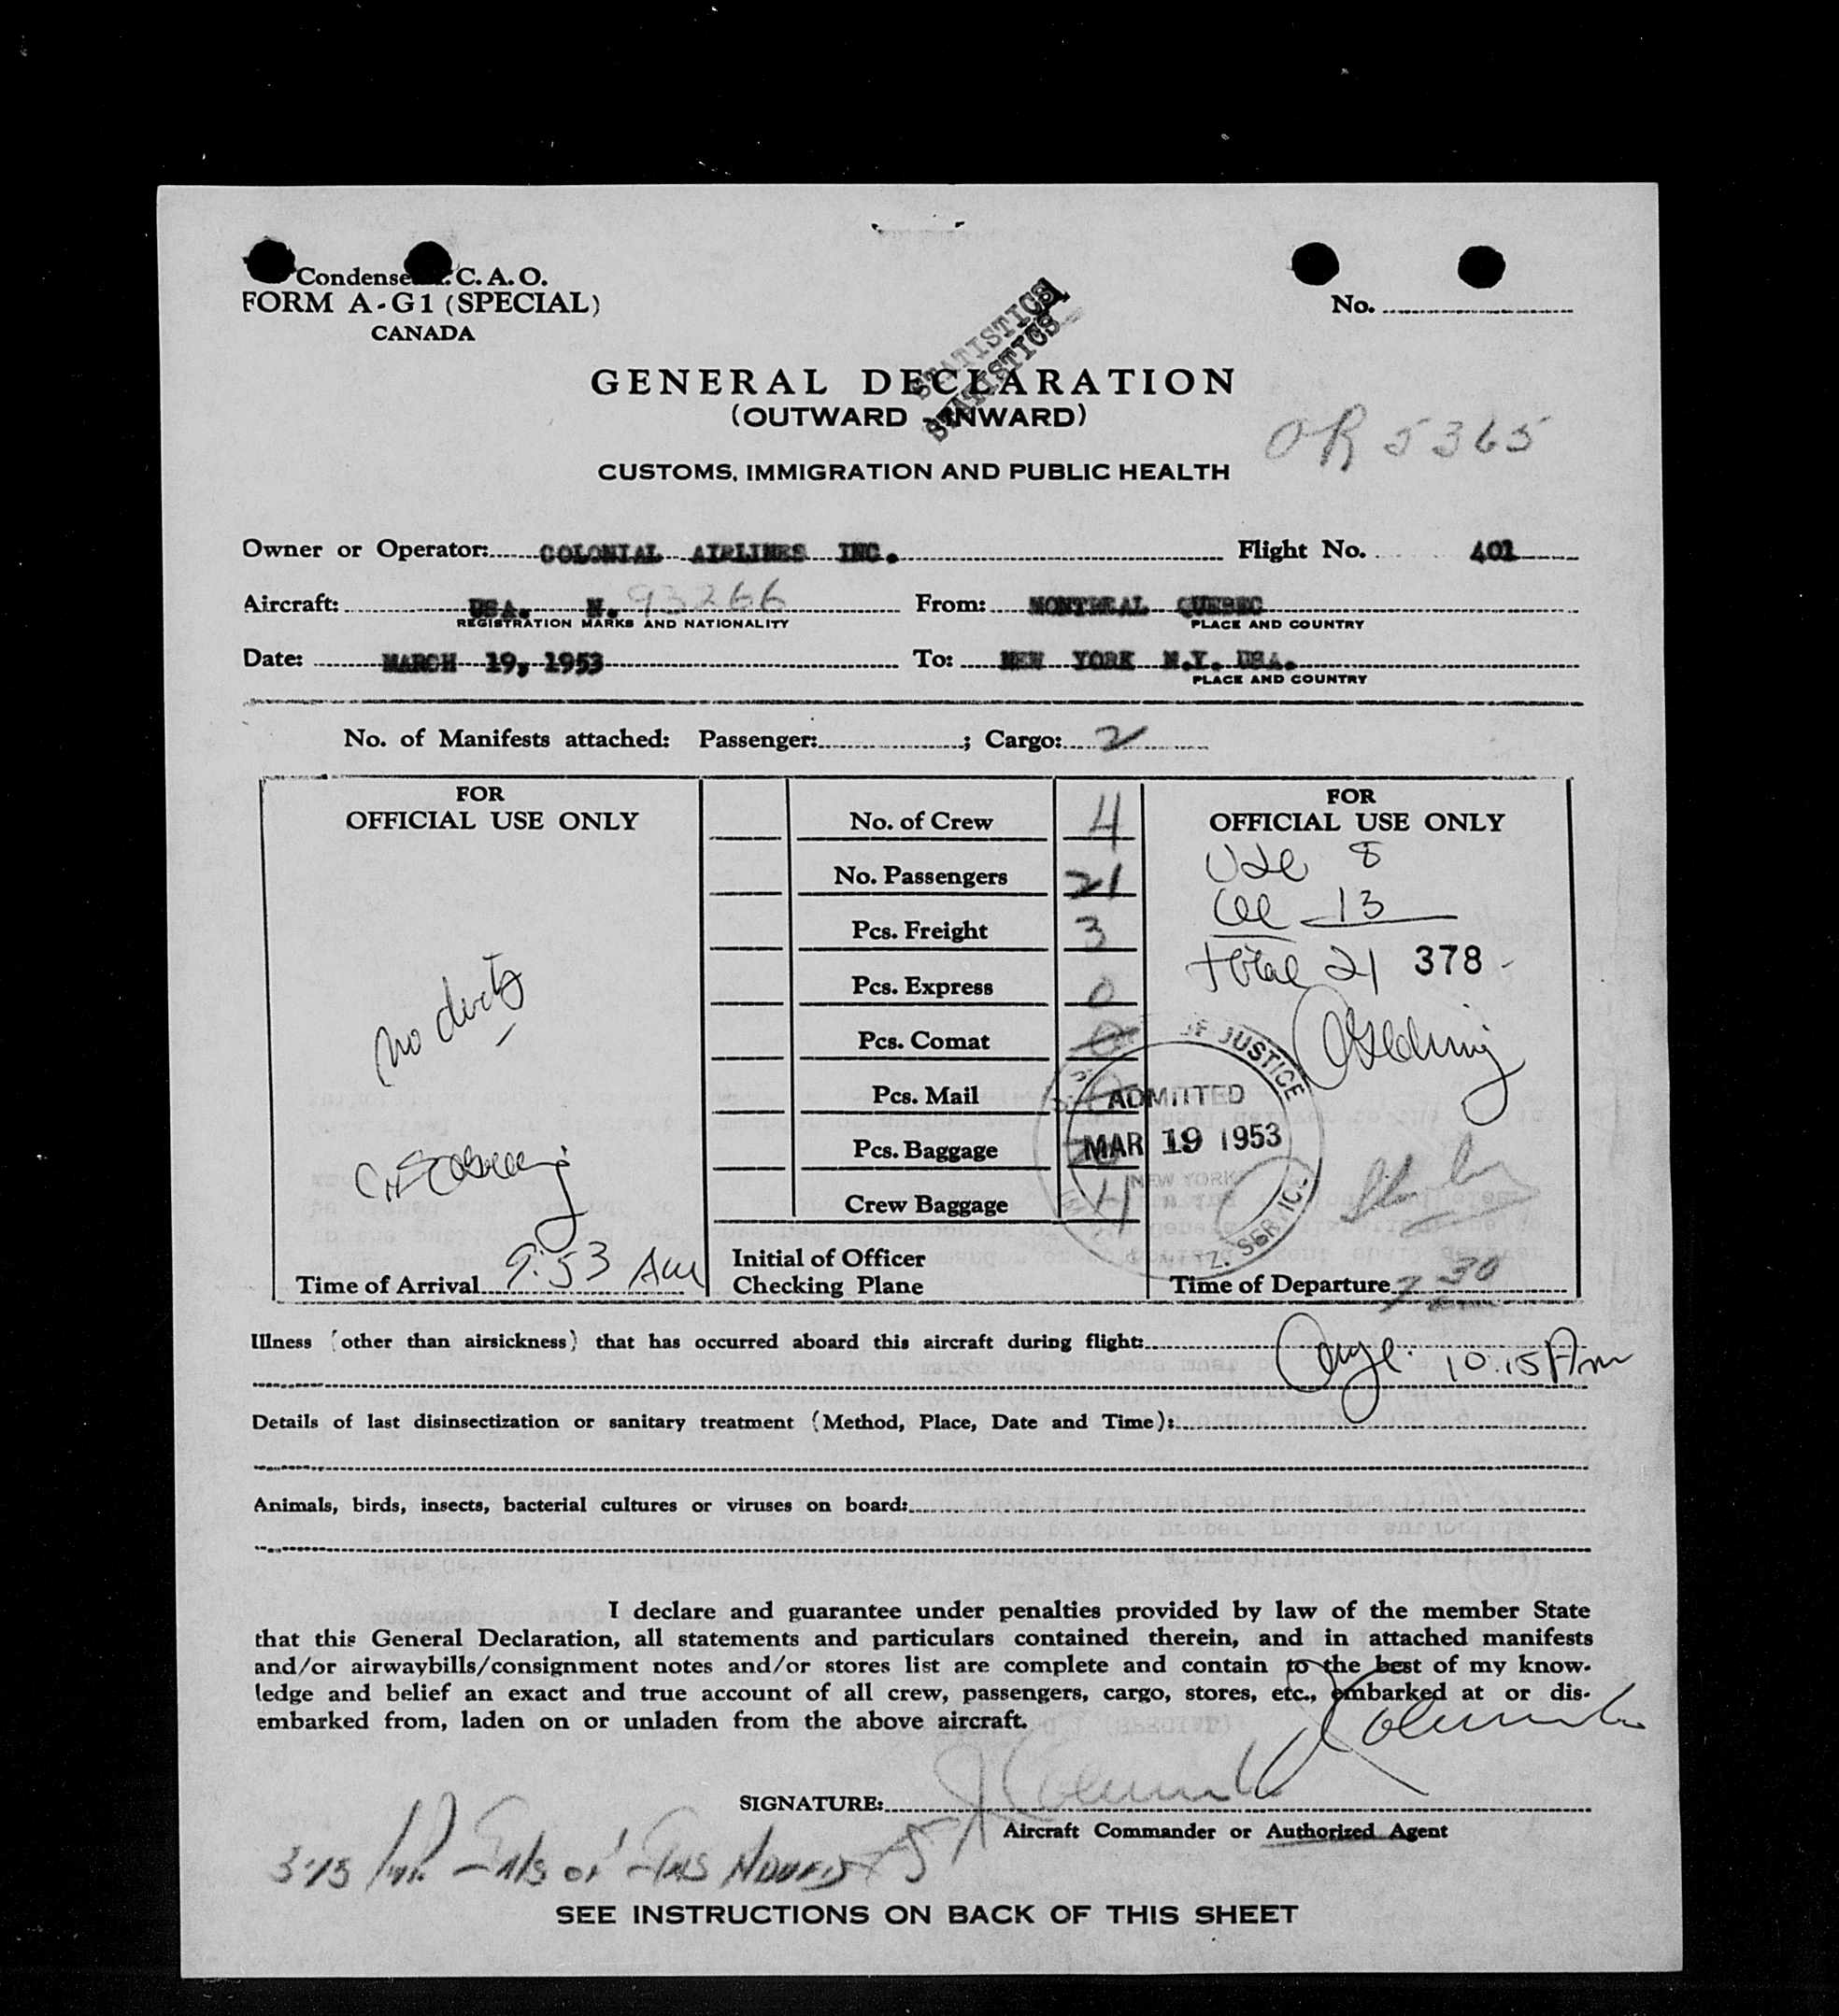 Condense C. A. O.
FORM A-G1 (SPECIAL)
CANADA
No.
STATISTICS
STATISTICS
GENERAL DECLARATION
(OUTWARD - INWARD)
OR 5365
CUSTOMS, IMMIGRATION AND PUBLIC HEALTH
Owner or Operator: COLONIAL AIRLINES INC. Flight No. 401
Aircraft: USA. N. 93266 From: MONTREAL QUEBEC
REGISTRATION MARKS AND NATIONALITY PLACE AND COUNTRY
Date: MARCH 19, 1953 To: NEW YORK N.Y. USA.
PLACE AND COUNTRY
No. of Manifests attached: Passenger: ; Cargo: 2
FOR
OFFICIAL USE ONLY
no duty
Time of Arrival 9:53 Am
No. of Crew 4
No. Passengers 21
Pcs. Freight 3
Pcs. Express 0
Pcs. Comat 0
Pcs. Mail
Pcs. Baggage
Crew Baggage 4
Initial of Officer
Checking Plane
FOR
OFFICIAL USE ONLY
8
13
total 21 378
OF JUSTICE
ADMITTED
MAR 19 1953
NEW YORK
Z. SERVICE
Time of Departure 7 30
Illness (other than airsickness) that has occurred aboard this aircraft during flight:
10.15 Am
Details of last disinsectization or sanitary treatment (Method, Place, Date and Time):
Animals, birds, insects, bacterial cultures or viruses on board:
I declare and guarantee under penalties provided by law of the member State
that this General Declaration, all statements and particulars contained therein, and in attached manifests
and/or airwaybills/consignment notes and/or stores list are complete and contain to the best of my know-
ledge and belief an exact and true account of all crew, passengers, cargo, stores, etc., embarked at or dis-
embarked from, laden on or unladen from the above aircraft.
SIGNATURE:
Aircraft Commander or Authorized Agent
SEE INSTRUCTIONS ON BACK OF THIS SHEET